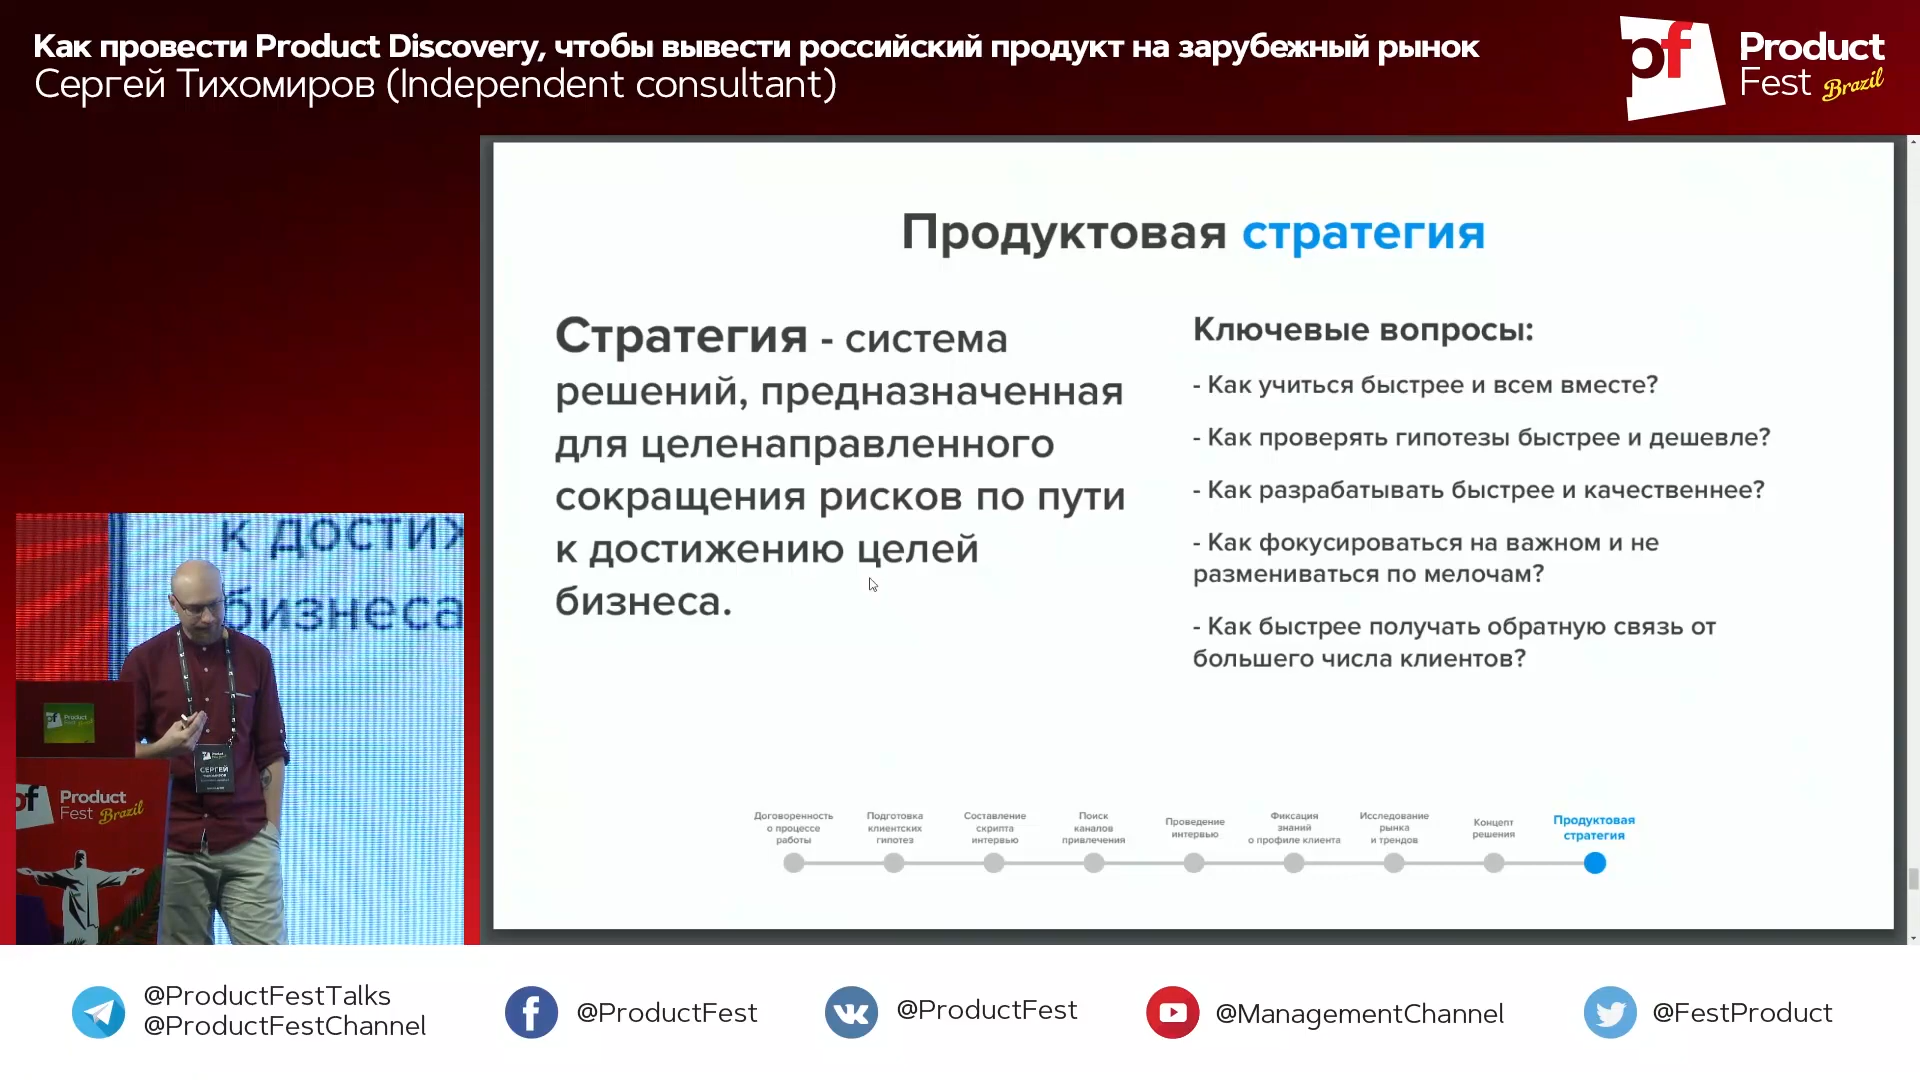 Как провести Product Discovery, чтобы вывести российский продукт на зарубежный рынок
Сергей Тихомиров (Independent consultant)
pf
Product
Fest Brazil
Продуктовая стратегия
Стратегия - система
решений, предназначенная
для целенаправленного
сокращения рисков по пути
к достижению целей
бизнеса.
Ключевые вопросы:
- Как учиться быстрее и всем вместе?
- Как проверять гипотезы быстрее и дешевле?
- Как разрабатывать быстрее и качественнее?
- Как фокусироваться на важном и не
размениваться по мелочам?
- Как быстрее получать обратную связь от
большего числа клиентов?
Договоренность
о процессе
работы
Подготовка
клиентских
гипотез
Составление
скрипта
интервью
Поиск
каналов
привлечения
Проведение
интервью
Фиксация
знаний
о профиле клиента
Исследование
рынка
и трендов
Концепт
решения
Продуктовая
стратегия
к достиж
бизнеса
СЕРГЕЙ
pf
Product
Fest Brazil
@ProductFestTalks
@ProductFestChannel
@ProductFest
@ProductFest
@ManagementChannel
@FestProduct